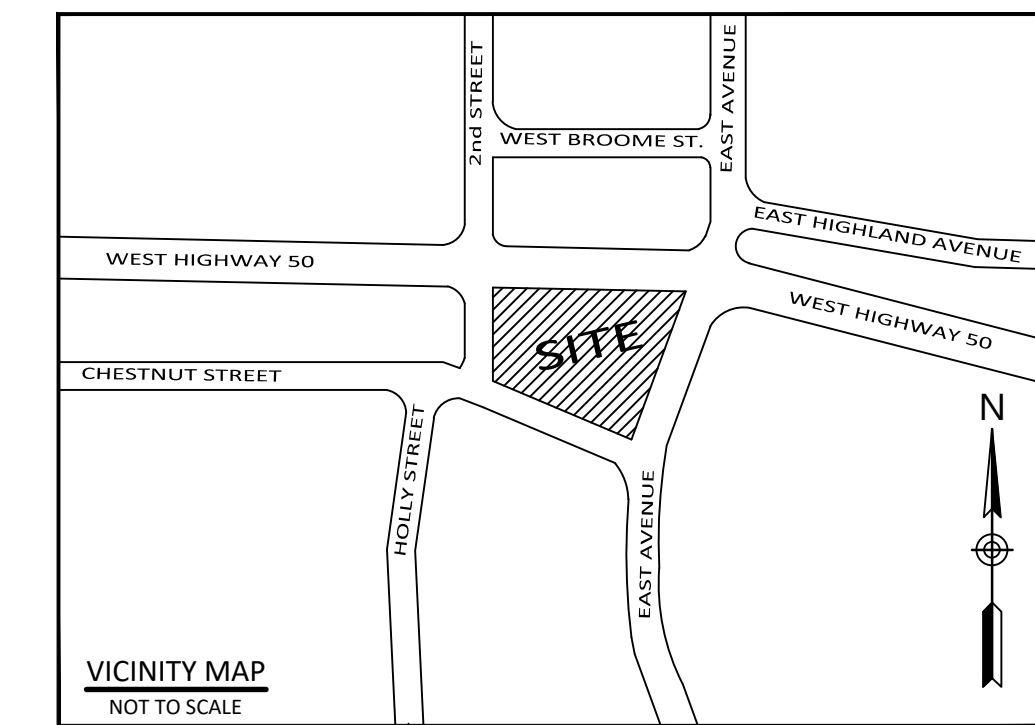 2nd STREET
EAST AVENUE
WEST BROOME ST.
EAST HIGHLAND AVENUE
WEST HIGHWAY 50
WEST HIGHWAY 50
SITE
CHESTNUT STREET
N
HOLLY STREET
EAST AVENUE
VICINITY MAP
NOT TO SCALE